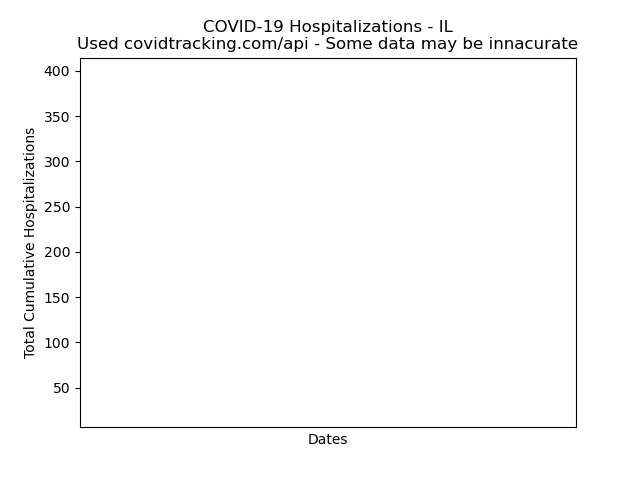 COVID-19 Hospitalizations - IL
Used covidtracking.com/api - Some data may be innacurate
400
350
300
250
200
150
100
50
Total Cumulative Hospitalizations
Dates